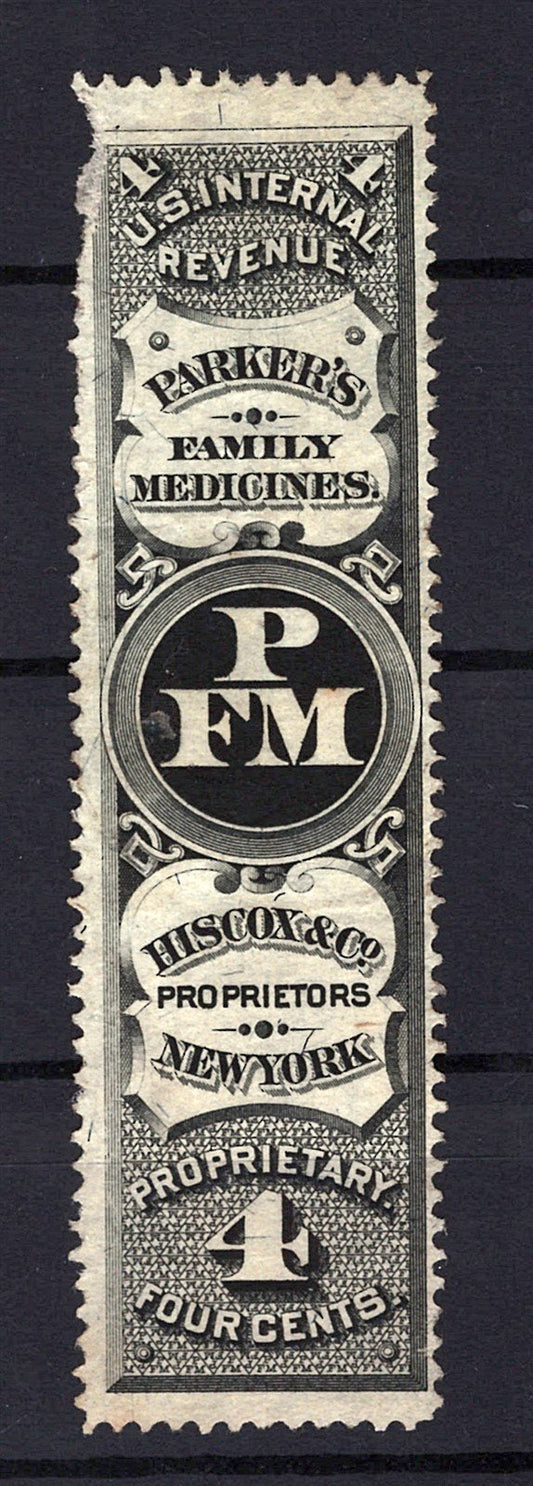 4 4
U.S. INTERNAL
REVENUE
PARKER'S
FAMILY
MEDICINES.
P
FM
HISCOX & CO.
PROPRIETORS
NEW YORK
PROPRIETARY.
4
FOUR CENTS.